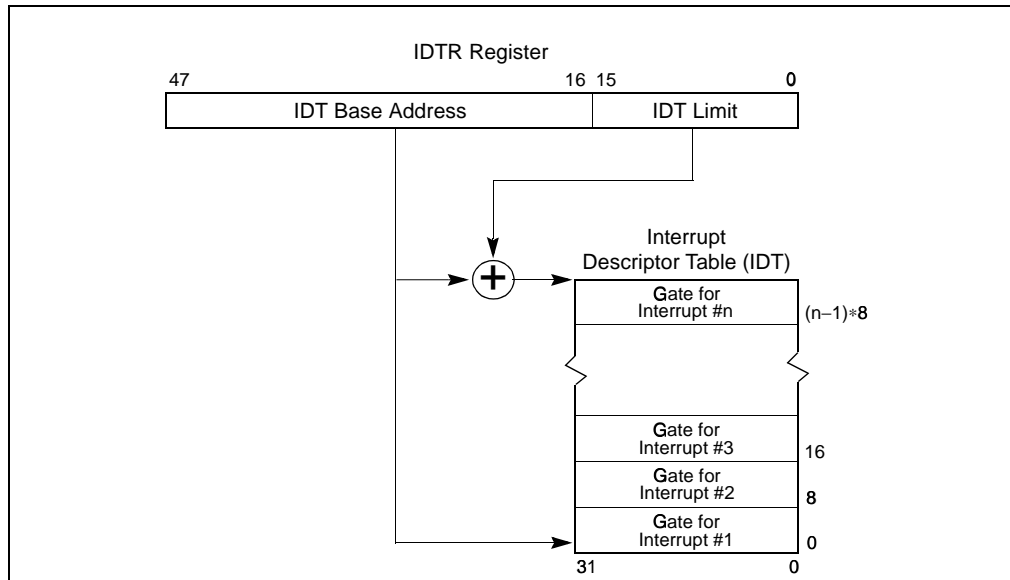 IDTR Register
47 16 15 0
IDT Base Address IDT Limit
+
Interrupt
Descriptor Table (IDT)
Gate for
Interrupt #n
(n−1)∗8
Gate for
Interrupt #3
16
Gate for
Interrupt #2
8
Gate for
Interrupt #1
0
31 0